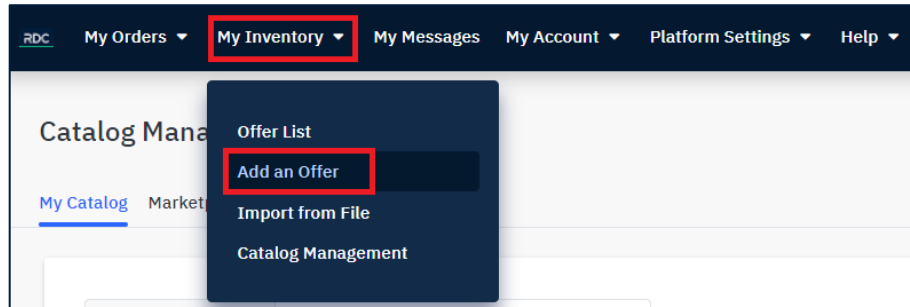 RDC My Orders My Inventory My Messages My Account Platform Settings Help
Catalog Mana
Offer List
Add an Offer
My Catalog Market
Import from File
Catalog Management